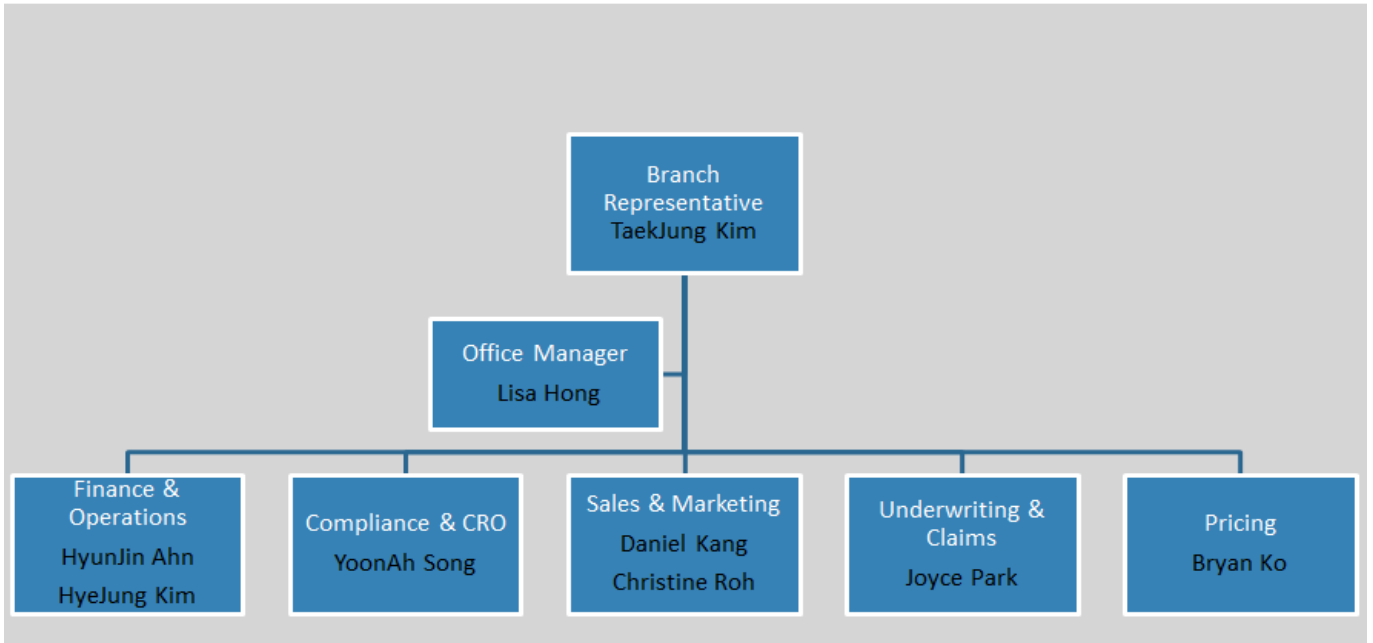 Branch
Representative
TaekJung Kim
Office Manager
Lisa Hong
Finance &
Operations
HyunJin Ahn
HyeJung Kim
Compliance & CRO
YoonAh Song
Sales & Marketing
Daniel Kang
Christine Roh
Underwriting &
Claims
Joyce Park
Pricing
Bryan Ko